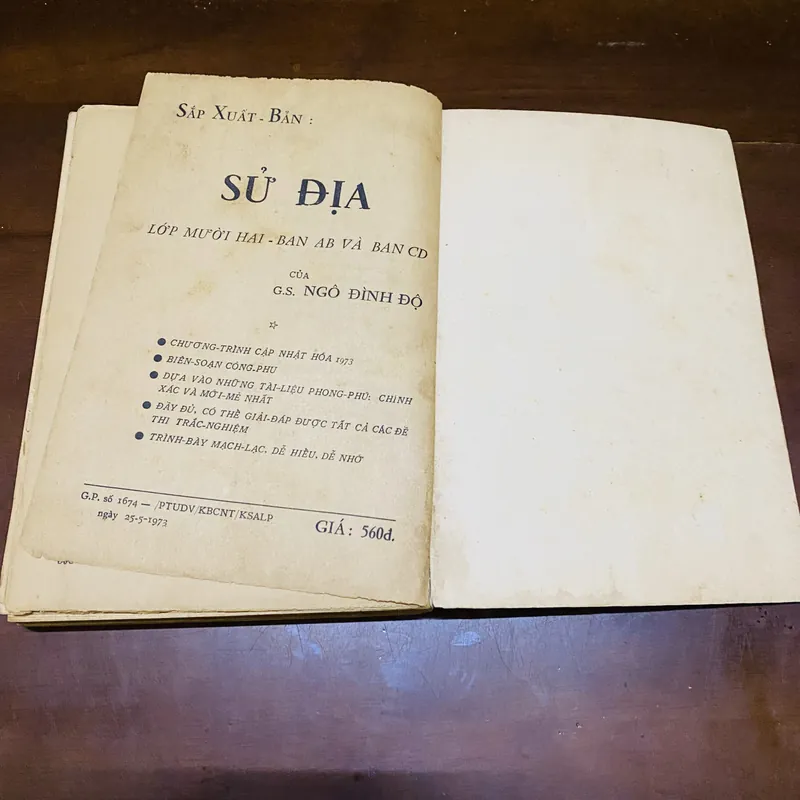 SẮP XUẤT-BẢN :
SỬ ĐỊA
LỚP MƯỜI HAI - BAN AB VÀ BAN CD
CỦA
G.S. NGÔ ĐÌNH ĐỘ
● CHƯƠNG-TRÌNH CẬP NHẬT HÓA 1973
● BIÊN-SOẠN CÔNG-PHU
● DỰA VÀO NHỮNG TÀI-LIỆU PHONG-PHÚ; CHÍNH
XÁC VÀ MỚI-MẺ NHẤT
● ĐẦY ĐỦ, CÓ THỂ GIẢI-ĐÁP ĐƯỢC TẤT CẢ CÁC ĐỀ
THI TRẮC-NGHIỆM
● TRÌNH-BÀY MẠCH-LẠC, DỄ HIỂU, DỄ NHỚ
G.P. số 1674 — /PTUDV/KBCNT/KSALP
ngày 25-5-1973
GIÁ : 560đ.